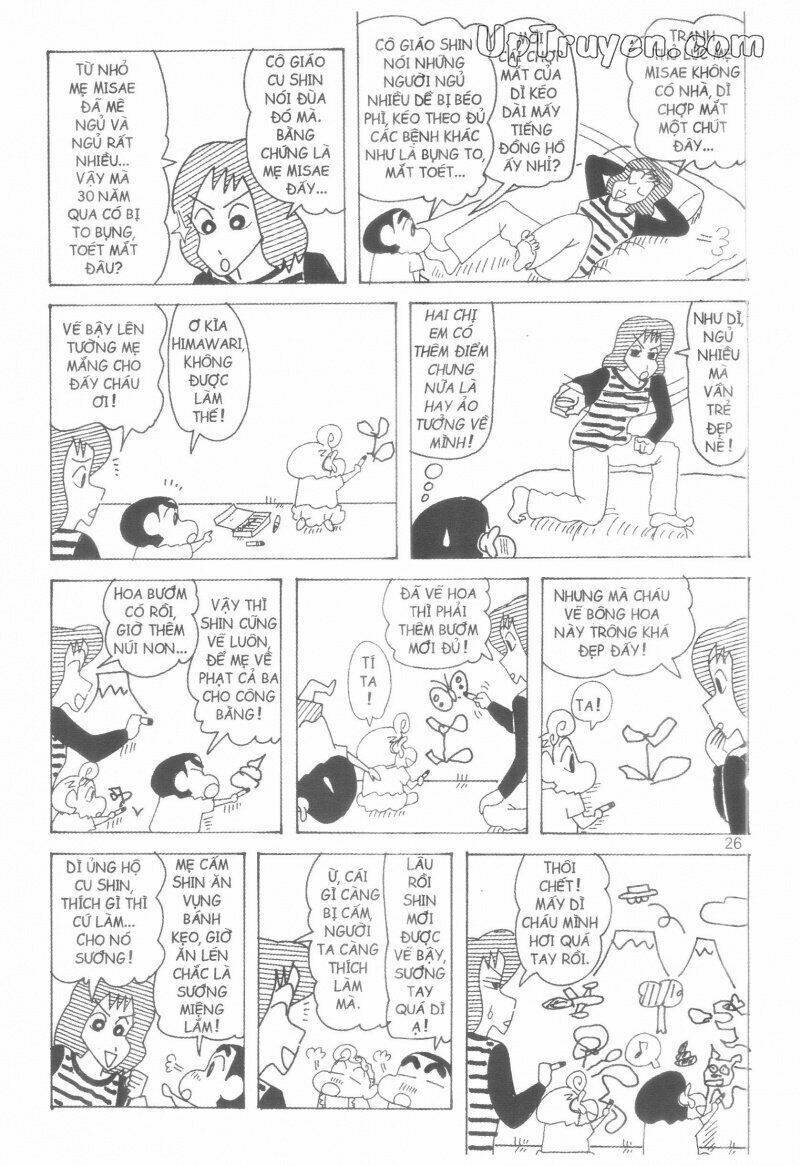 UpTruyen.com
TRANH
THỦ LÚC MẸ
MISAE KHÔNG
CÓ NHÀ, DÌ
CHỢP MẮT
MỘT CHÚT
ĐÂY...
CÁI CHỢP
MẮT CỦA
DÌ KÉO
DÀI MẤY
TIẾNG
ĐỒNG HỒ
ẤY NHỈ?
CÔ GIÁO SHIN
NÓI NHỮNG
NGƯỜI NGỦ
NHIỀU DỄ BỊ BÉO
PHÌ, KÉO THEO ĐỦ
CÁC BỆNH KHÁC
NHƯ LÀ BỤNG TO,
MẮT TOÉT...
CÔ GIÁO
CU SHIN
NÓI ĐÙA
ĐÓ MÀ.
BẰNG
CHỨNG LÀ
MẸ MISAE
ĐẤY...
TỪ NHỎ
MẸ MISAE
ĐÃ MÊ
NGỦ VÀ
NGỦ RẤT
NHIỀU...
VẬY MÀ
30 NĂM
QUA CÓ BỊ
TO BỤNG,
TOÉT MẮT
ĐÂU?
NHƯ DÌ,
NGỦ
NHIỀU
MÀ
VẪN
TRẺ
ĐẸP
NÈ!
HAI CHỊ
EM CÓ
THÊM ĐIỂM
CHUNG
NỮA LÀ
HAY ẢO
TƯỞNG VỀ
MÌNH!
Ơ KÌA
HIMAWARI,
KHÔNG
ĐƯỢC
LÀM
THẾ!
VẼ BẬY LÊN
TƯỜNG MẸ
MẮNG CHO
ĐẤY CHÁU
ƠI!
NHƯNG MÀ CHÁU
VẼ BÔNG HOA
NÀY TRÔNG KHÁ
ĐẸP ĐẤY!
TA!
ĐÃ VẼ HOA
THÌ PHẢI
THÊM BƯỚM
MỚI ĐỦ!
TÍ
TA!
VẬY THÌ
SHIN CŨNG
VẼ LUÔN,
ĐỂ MẸ VỀ
PHẠT CẢ BA
CHO CÔNG
BẰNG!
HOA BƯỚM
CÓ RỒI,
GIỜ THÊM
NÚI NON...
26
THÔI
CHẾT!
MẤY DÌ
CHÁU MÌNH
HƠI QUÁ
TAY RỒI.
LÂU
RỒI
SHIN
MỚI
ĐƯỢC
VẼ BẬY,
SƯỚNG
TAY
QUÁ DÌ
Ạ!
Ừ, CÁI
GÌ CÀNG
BỊ CẤM,
NGƯỜI
TA CÀNG
THÍCH
LÀM
MÀ.
MẸ CẤM
SHIN ĂN
VỤNG
BÁNH
KẸO, GIỜ
ĂN LÉN
CHẮC LÀ
SƯỚNG
MIỆNG
LẮM!
DÌ ỦNG HỘ
CU SHIN,
THÍCH GÌ THÌ
CỨ LÀM...
CHO NÓ
SƯỚNG!